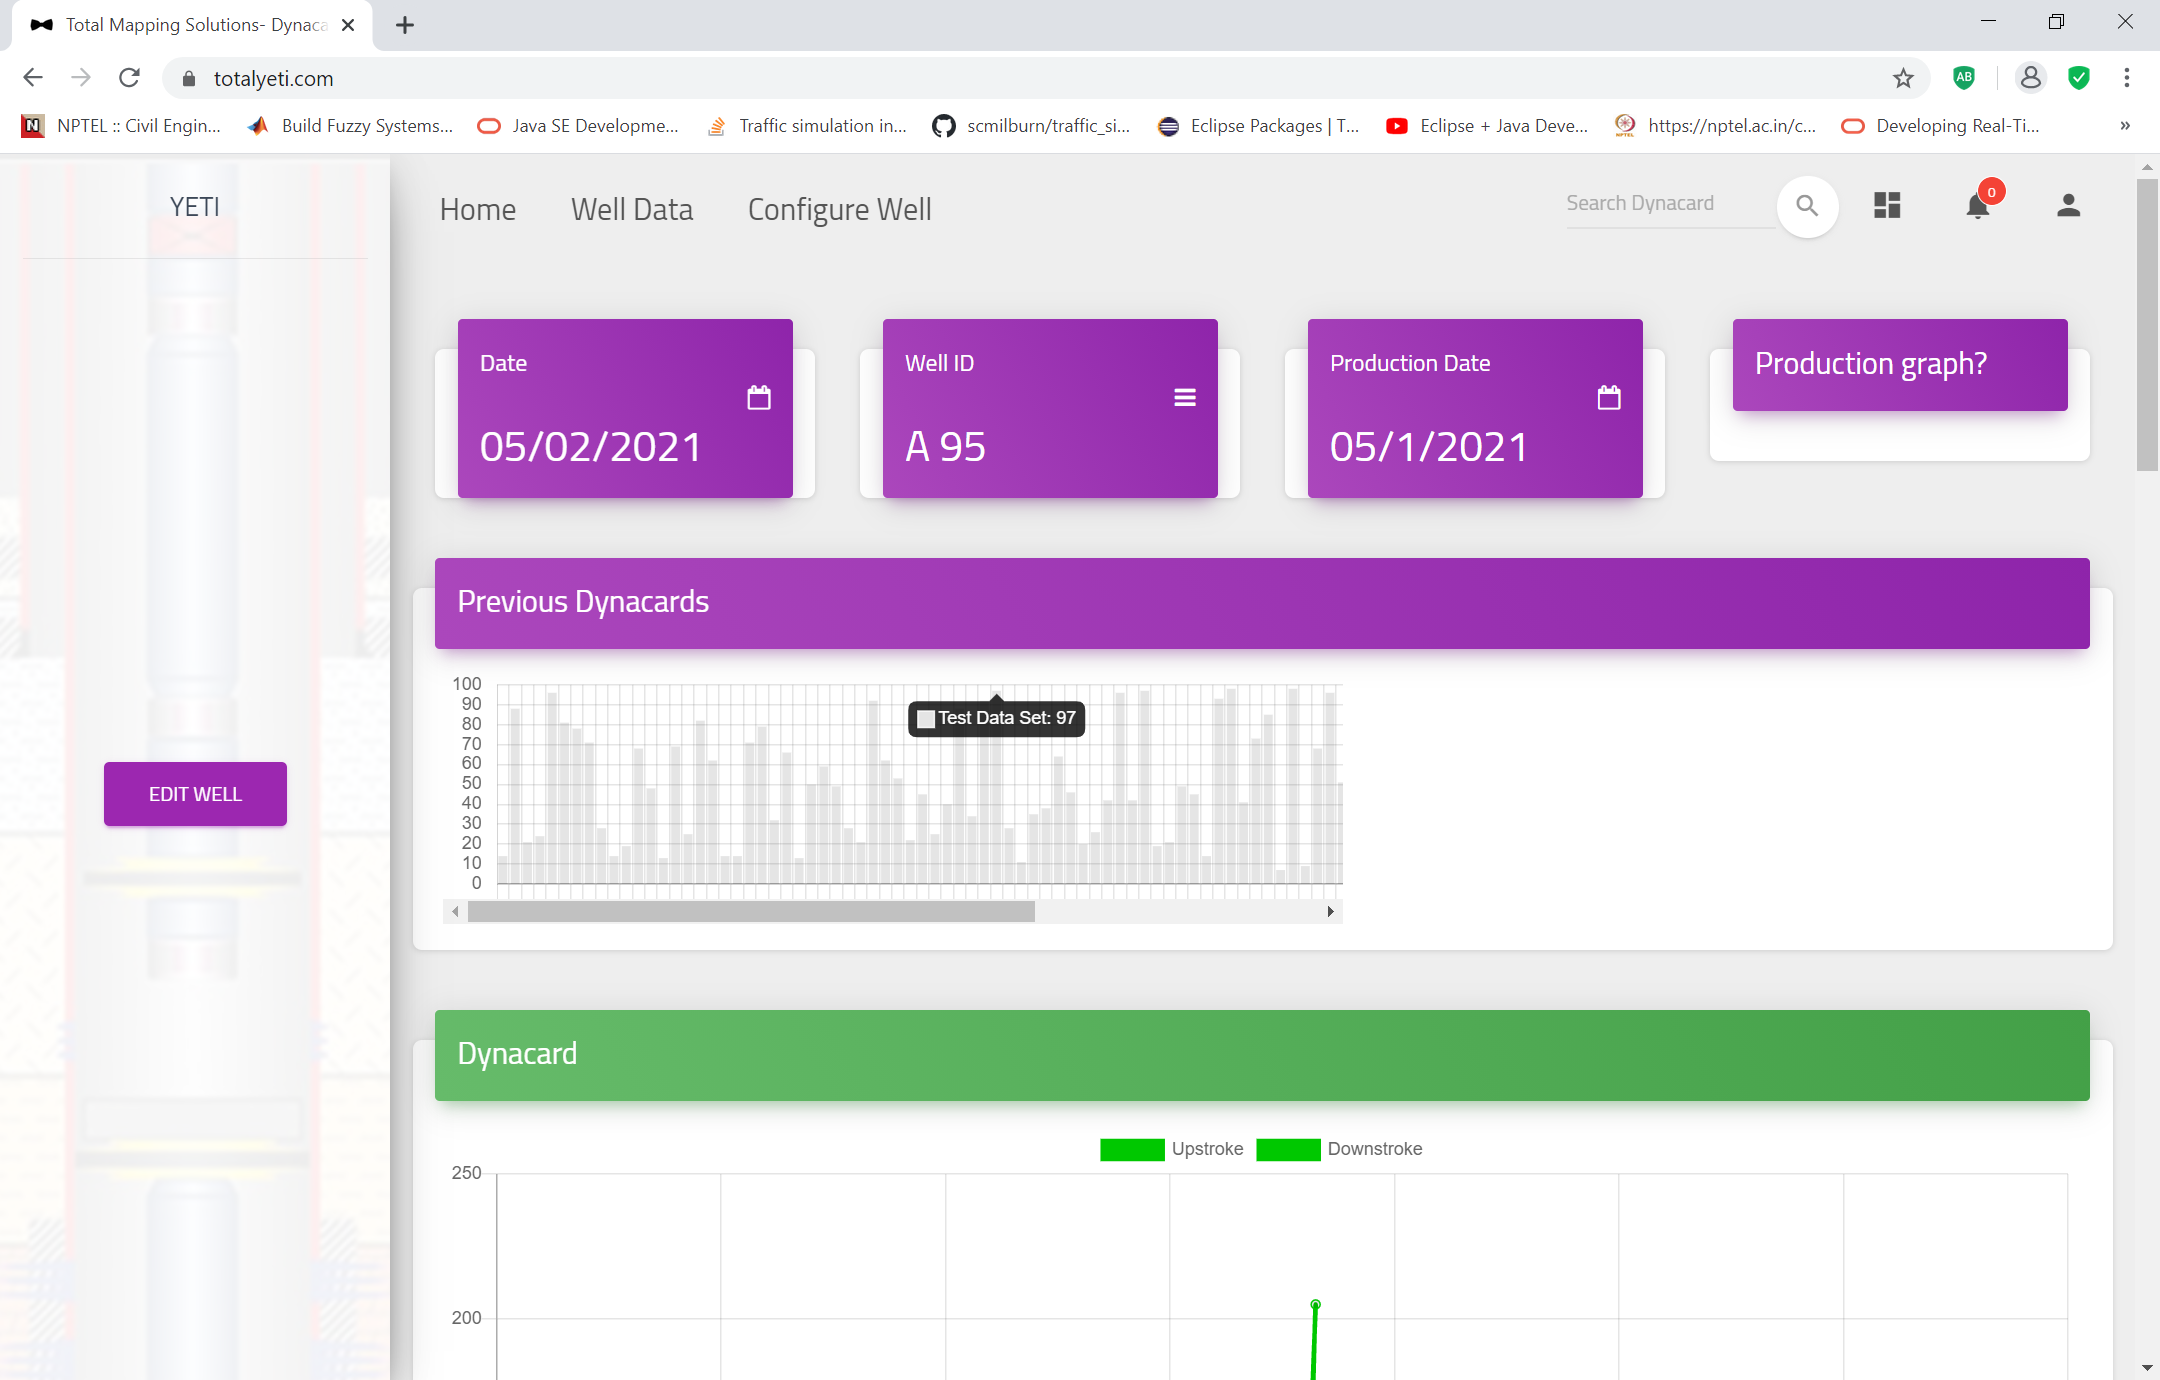 Total Mapping Solutions- Dynaca
totalyeti.com
AB
NPTEL :: Civil Engin...
Build Fuzzy Systems...
Java SE Developme...
Traffic simulation in...
scmilburn/traffic_si...
Eclipse Packages | T...
Eclipse + Java Deve...
https://nptel.ac.in/c...
Developing Real-Ti...
»
YETI
Home
Well Data
Configure Well
Search Dynacard
0
Date
05/02/2021
Well ID
A 95
Production Date
05/1/2021
Production graph?
Previous Dynacards
100
90
80
70
60
50
40
30
20
10
0
Test Data Set: 97
EDIT WELL
Dynacard
Upstroke
Downstroke
250
200